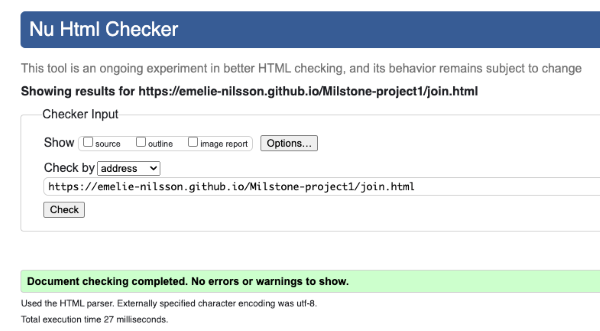 Nu Html Checker
This tool is an ongoing experiment in better HTML checking, and its behavior remains subject to change
Showing results for https://emelie-nilsson.github.io/Milstone-project1/join.html
Checker Input
Show source outline image report Options...
Check by address
https://emelie-nilsson.github.io/Milstone-project1/join.html
Check
Document checking completed. No errors or warnings to show.
Used the HTML parser. Externally specified character encoding was utf-8.
Total execution time 27 milliseconds.